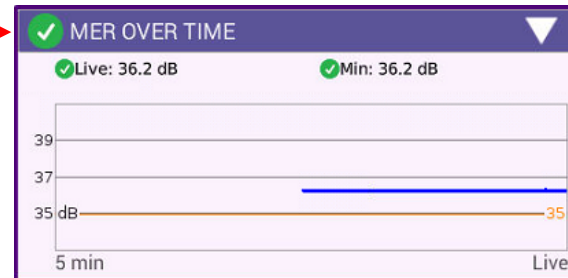 MER OVER TIME
Live: 36.2 dB Min: 36.2 dB
39
37
35 dB 35
5 min Live